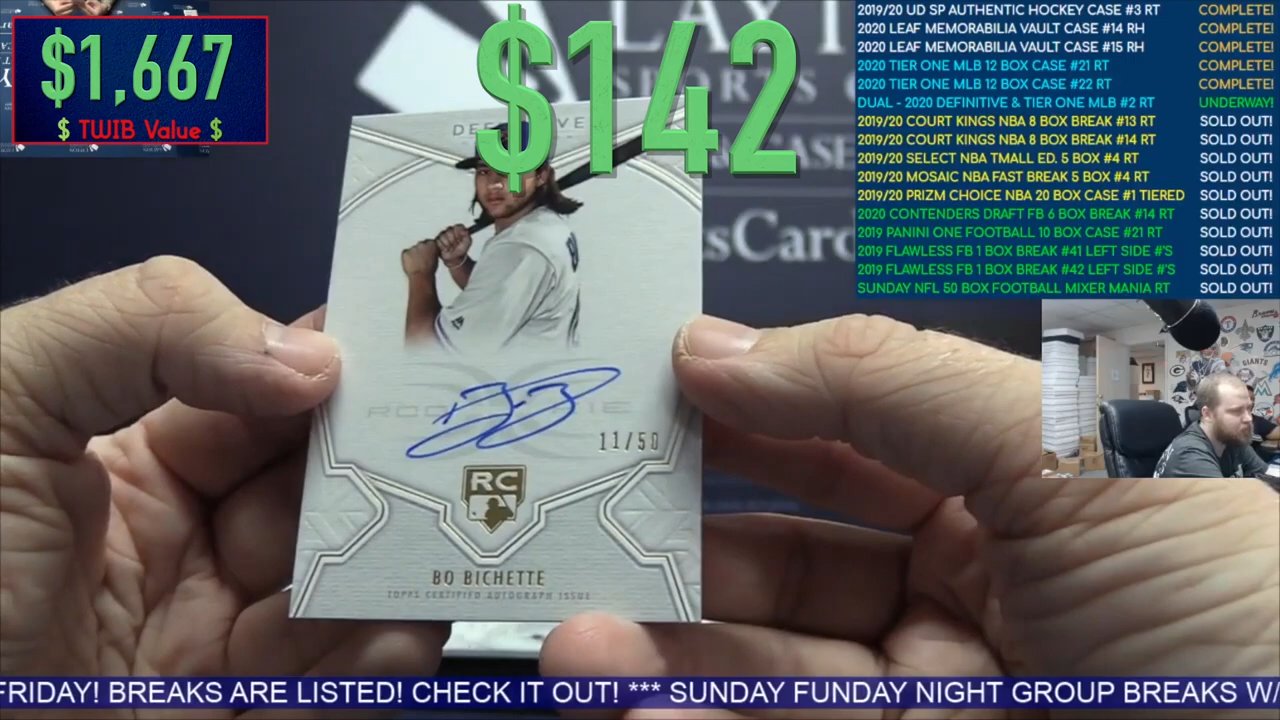 $1,667
$ TWIB Value $
$142
2019/20 UD SP AUTHENTIC HOCKEY CASE #3 RT COMPLETE!
2020 LEAF MEMORABILIA VAULT CASE #14 RH COMPLETE!
2020 LEAF MEMORABILIA VAULT CASE #15 RH COMPLETE!
2020 TIER ONE MLB 12 BOX CASE #21 RT COMPLETE!
2020 TIER ONE MLB 12 BOX CASE #22 RT COMPLETE!
DUAL - 2020 DEFINITIVE & TIER ONE MLB #2 RT UNDERWAY!
2019/20 COURT KINGS NBA 8 BOX BREAK #13 RT SOLD OUT!
2019/20 COURT KINGS NBA 8 BOX BREAK #14 RT SOLD OUT!
2019/20 SELECT NBA TMALL ED. 5 BOX #4 RT SOLD OUT!
2019/20 MOSAIC NBA FAST BREAK 5 BOX #4 RT SOLD OUT!
2019/20 PRIZM CHOICE NBA 20 BOX CASE #1 TIERED SOLD OUT!
2020 CONTENDERS DRAFT FB 6 BOX BREAK #14 RT SOLD OUT!
2019 PANINI ONE FOOTBALL 10 BOX CASE #21 RT SOLD OUT!
2019 FLAWLESS FB 1 BOX BREAK #41 LEFT SIDE #'S SOLD OUT!
2019 FLAWLESS FB 1 BOX BREAK #42 LEFT SIDE #'S SOLD OUT!
SUNDAY NFL 50 BOX FOOTBALL MIXER MANIA RT SOLD OUT!
LAYT
SPORTS C
sCard
11/50
RC
BO BICHETTE
TOPPS CERTIFIED AUTOGRAPH ISSUE
GIANTS
FRIDAY! BREAKS ARE LISTED! CHECK IT OUT! *** SUNDAY FUNDAY NIGHT GROUP BREAKS WA